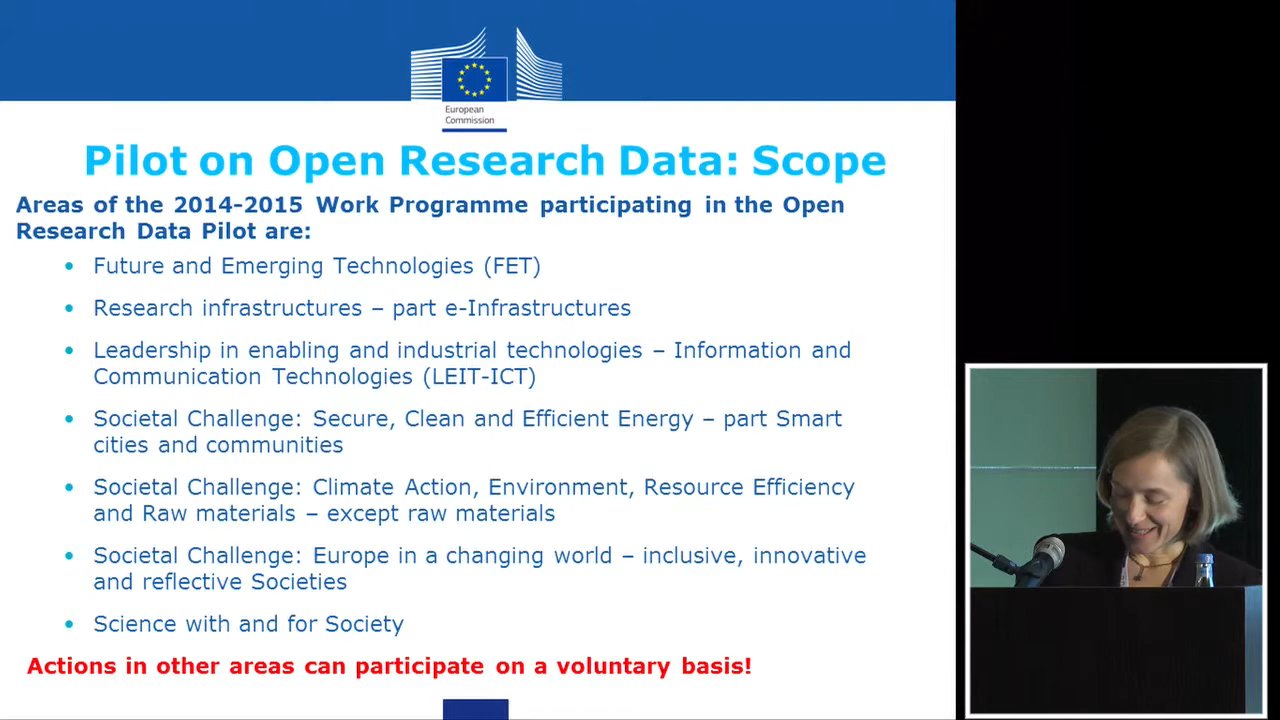 European
Commission
Pilot on Open Research Data: Scope
Areas of the 2014-2015 Work Programme participating in the Open
Research Data Pilot are:
• Future and Emerging Technologies (FET)
• Research infrastructures – part e-Infrastructures
• Leadership in enabling and industrial technologies – Information and
Communication Technologies (LEIT-ICT)
• Societal Challenge: Secure, Clean and Efficient Energy – part Smart
cities and communities
• Societal Challenge: Climate Action, Environment, Resource Efficiency
and Raw materials – except raw materials
• Societal Challenge: Europe in a changing world – inclusive, innovative
and reflective Societies
• Science with and for Society
Actions in other areas can participate on a voluntary basis!